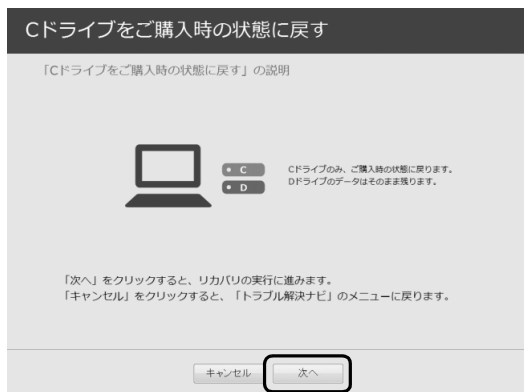 Cドライブをご購入時の状態に戻す
「Cドライブをご購入時の状態に戻す」の説明
C
Cドライブのみ、ご購入時の状態に戻ります。
D
Dドライブのデータはそのまま残ります。
「次へ」をクリックすると、リカバリの実行に進みます。
「キャンセル」をクリックすると、「トラブル解決ナビ」のメニューに戻ります。
キャンセル
次へ